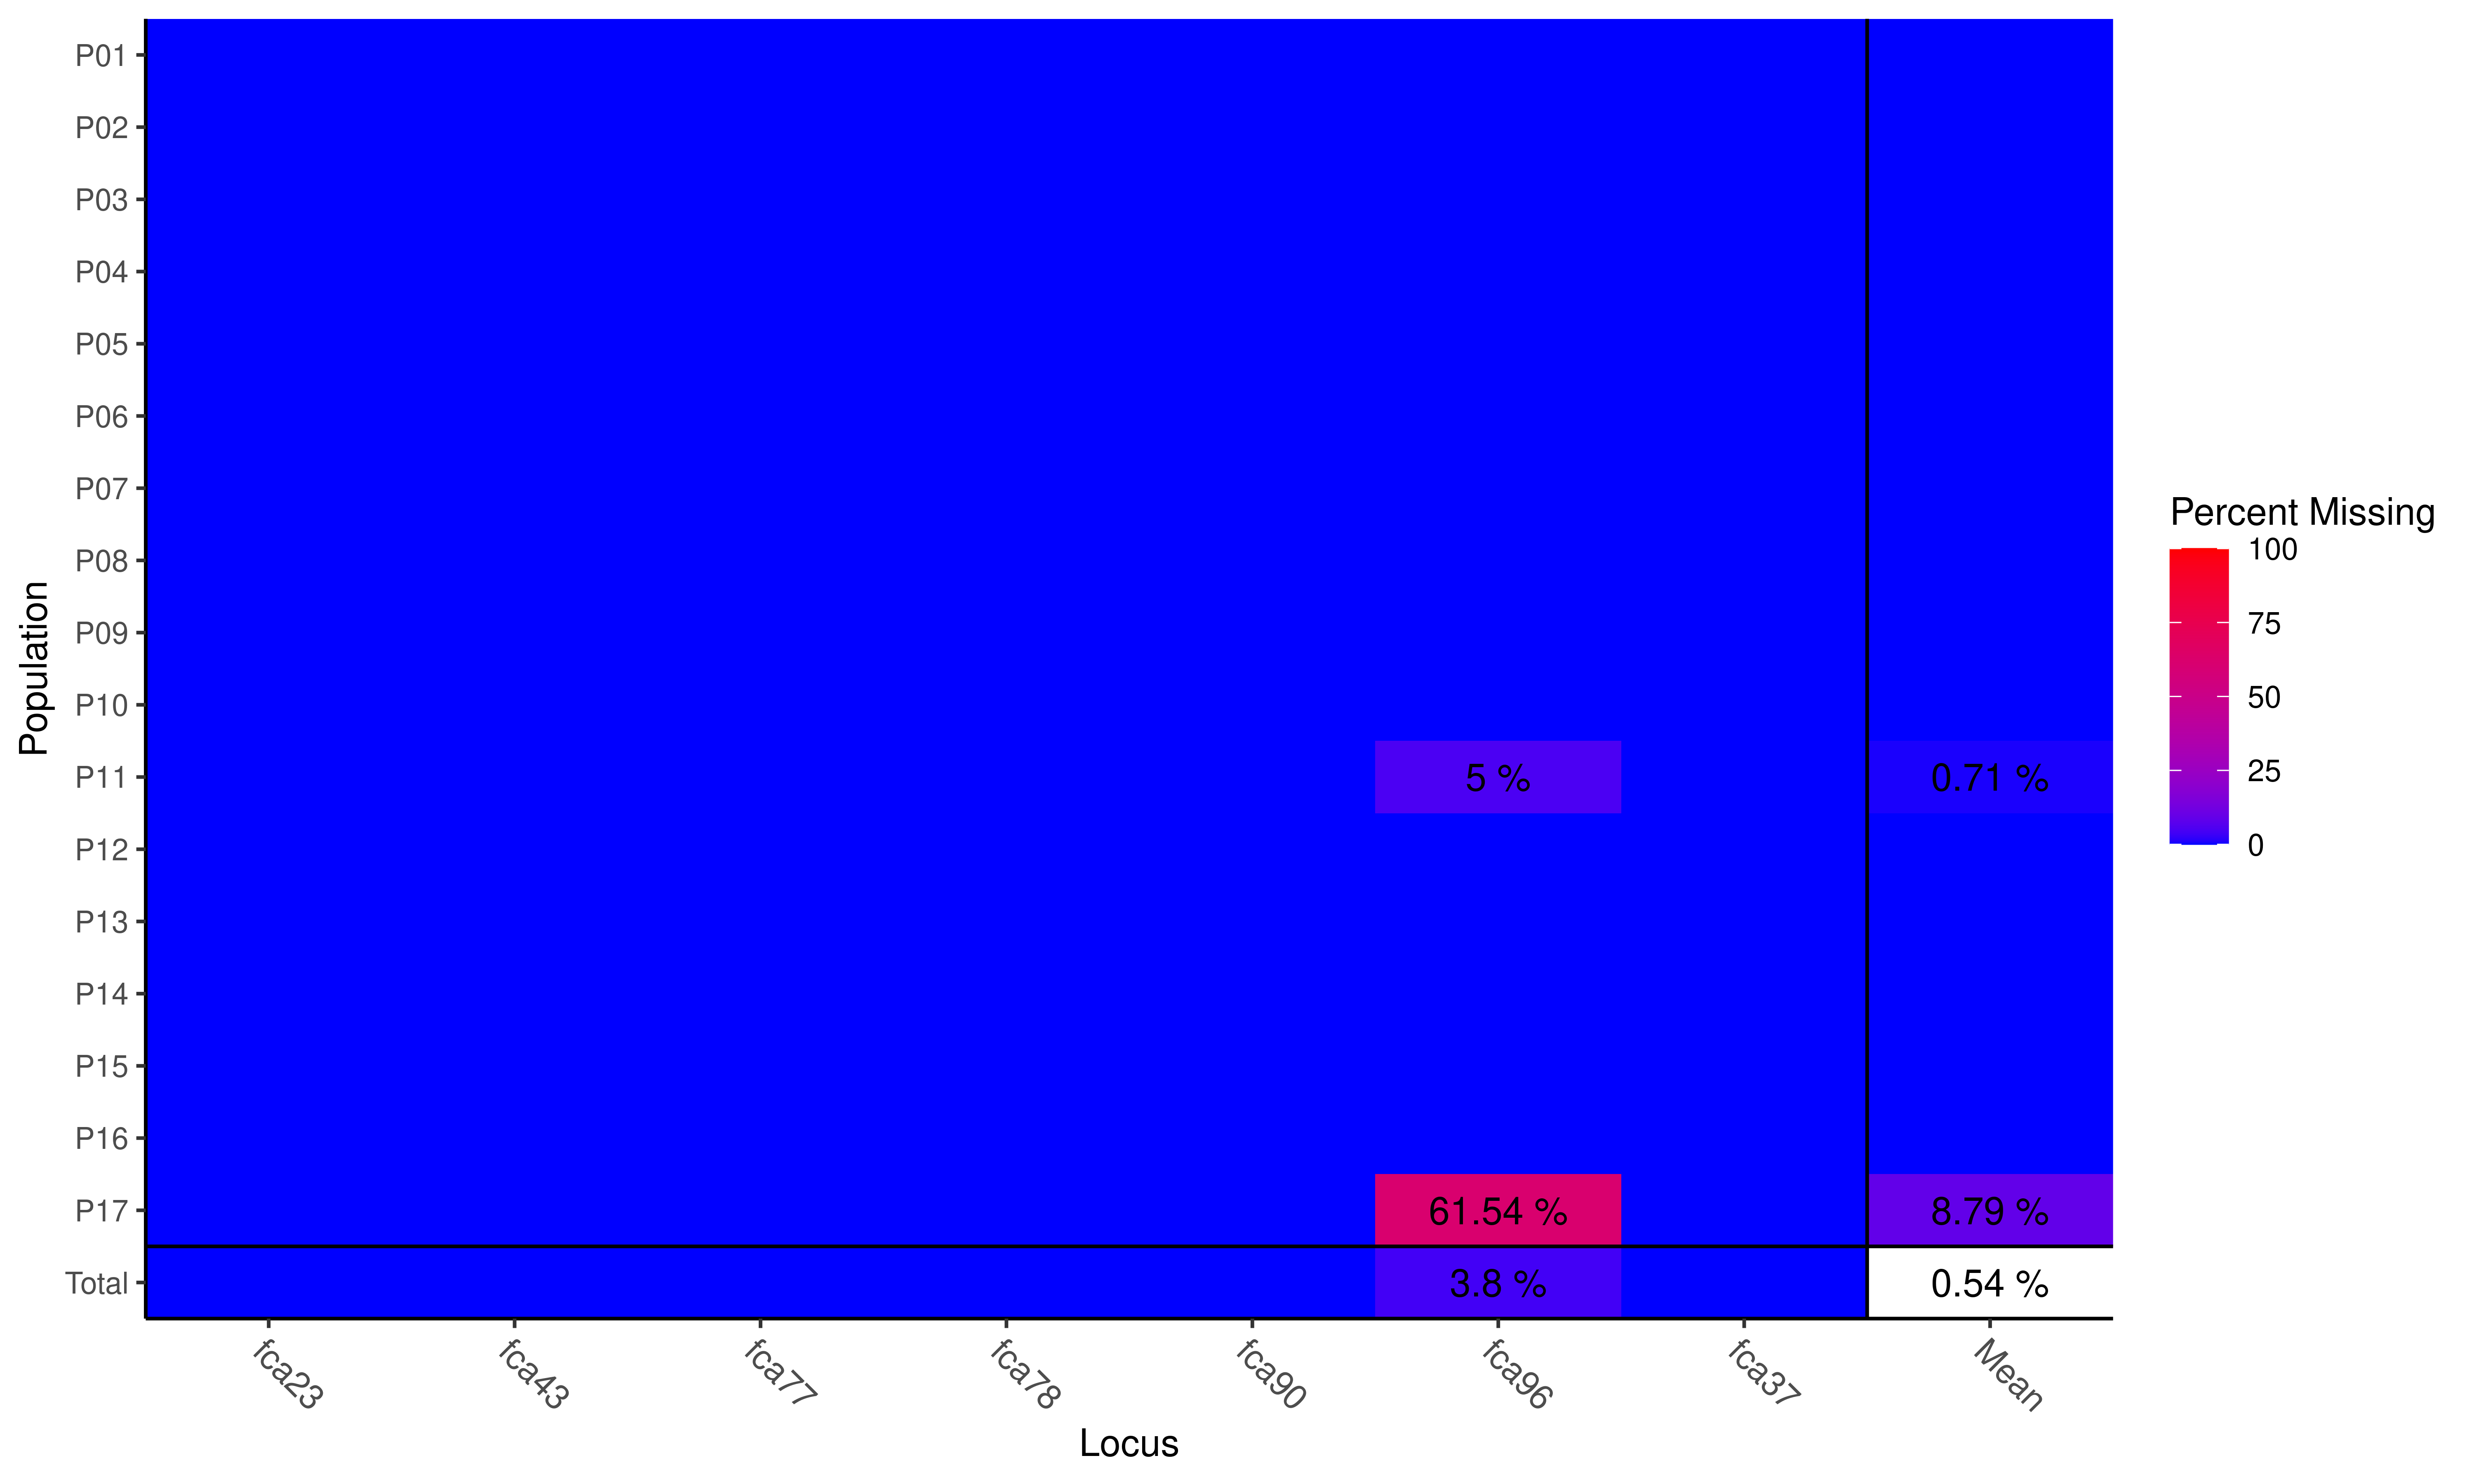 Population
P01
P02
P03
P04
P05
P06
P07
P08
P09
P10
P11 5 % 0.71 %
P12
P13
P14
P15
P16
P17 61.54 % 8.79 %
Total 3.8 % 0.54 %
fca23 fca43 fca77 fca78 fca90 fca96 fca37 Mean
Locus
Percent Missing
100
75
50
25
0